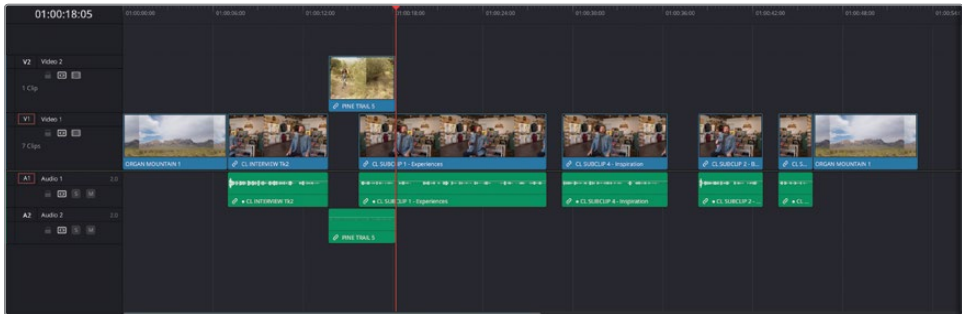 01:00:18:05
01:00:00:00 01:00:06:00 01:00:12:00 01:00:18:00 01:00:24:00 01:00:30:00 01:00:36:00 01:00:42:00 01:00:48:00 01:00:54:
V2 Video 2
1 Clip
PINE TRAIL 5
V1 Video 1
7 Clips
ORGAN MOUNTAIN 1 CL INTERVIEW Tk2 CL SUBCLIP 1 - Experiences CL SUBCLIP 4 - Inspiration CL SUBCLIP 2 - B... CL S... ORGAN MOUNTAIN 1
A1 Audio 1 2.0
S M
• CL INTERVIEW Tk2 • CL SUBCLIP 1 - Experiences • CL SUBCLIP 4 - Inspiration • CL SUBCLIP 2 -... • CL...
A2 Audio 2 2.0
S M
PINE TRAIL 5